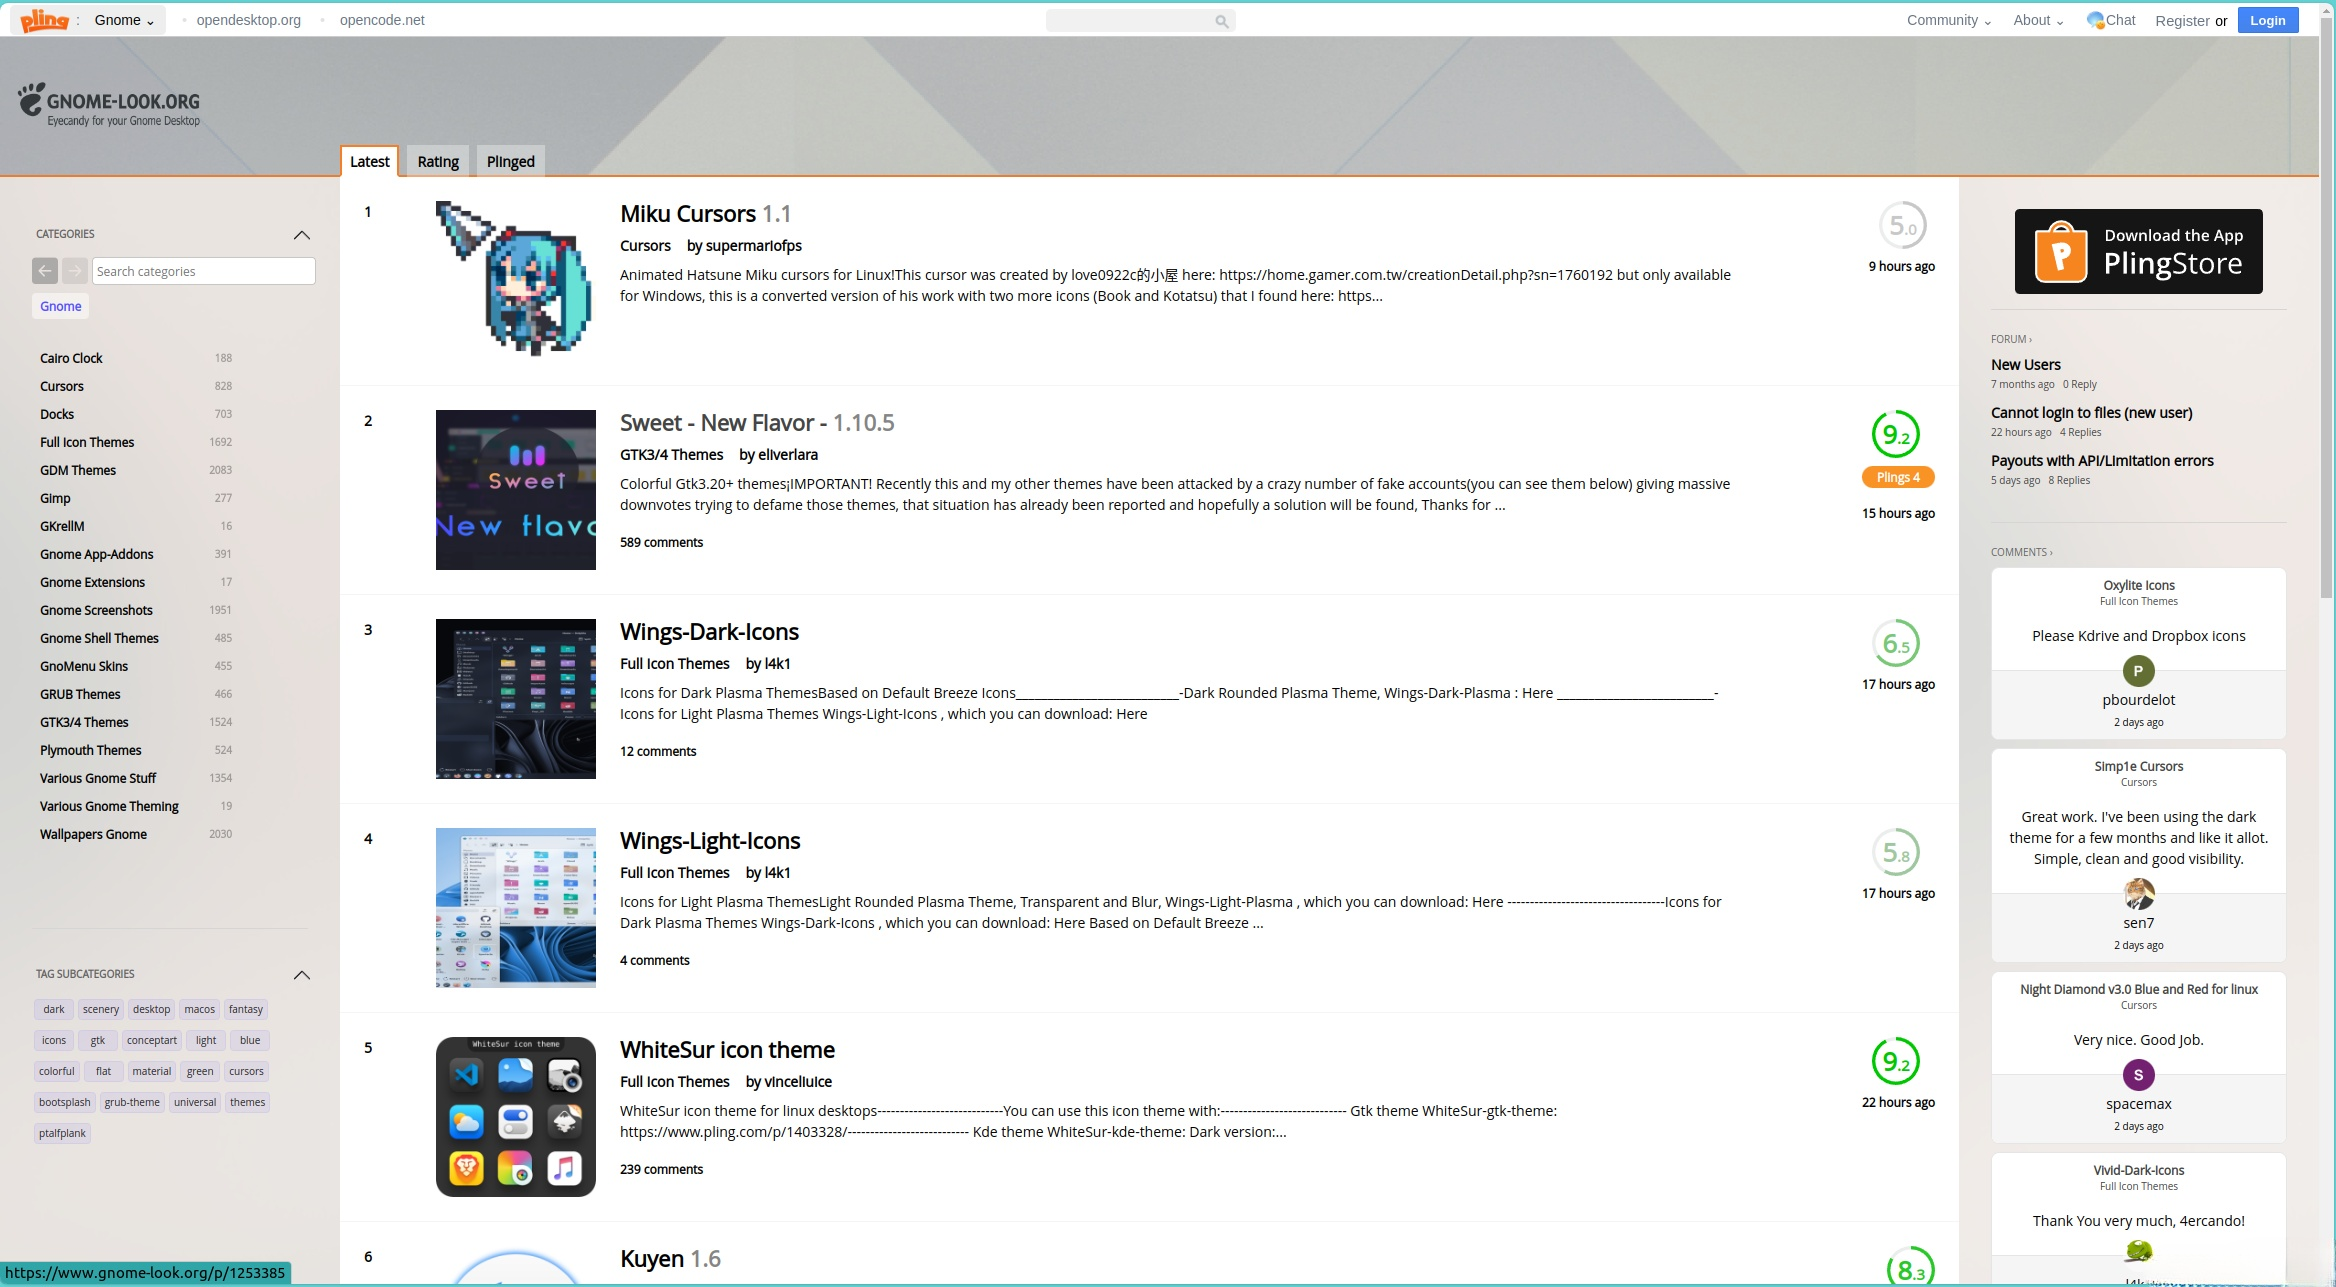 pling : Gnome opendesktop.org opencode.net Community About Chat Register or Login
GNOME-LOOK.ORG
Eyecandy for your Gnome Desktop
Latest Rating Plinged
CATEGORIES
Search categories
Gnome
Cairo Clock 188
Cursors 828
Docks 703
Full Icon Themes 1692
GDM Themes 2083
Gimp 277
GKrellM 16
Gnome App-Addons 391
Gnome Extensions 17
Gnome Screenshots 1951
Gnome Shell Themes 485
GnoMenu Skins 455
GRUB Themes 466
GTK3/4 Themes 1524
Plymouth Themes 524
Various Gnome Stuff 1354
Various Gnome Theming 19
Wallpapers Gnome 2030
TAG SUBCATEGORIES
dark scenery desktop macos fantasy
icons gtk conceptart light blue
colorful flat material green cursors
bootsplash grub-theme universal themes
ptalfplank
1
Miku Cursors 1.1
Cursors by supermariofps
Animated Hatsune Miku cursors for Linux!This cursor was created by love0922c的小屋 here: https://home.gamer.com.tw/creationDetail.php?sn=1760192 but only available
for Windows, this is a converted version of his work with two more icons (Book and Kotatsu) that I found here: https...
5.0
9 hours ago
2
Sweet
New flavo
Sweet - New Flavor - 1.10.5
GTK3/4 Themes by eliverlara
Colorful Gtk3.20+ themes¡IMPORTANT! Recently this and my other themes have been attacked by a crazy number of fake accounts(you can see them below) giving massive
downvotes trying to defame those themes, that situation has already been reported and hopefully a solution will be found, Thanks for ...
589 comments
9.2
Plings 4
15 hours ago
3
Wings-Dark-Icons
Full Icon Themes by l4k1
Icons for Dark Plasma ThemesBased on Default Breeze Icons__________________________-Dark Rounded Plasma Theme, Wings-Dark-Plasma : Here _________________________-
Icons for Light Plasma Themes Wings-Light-Icons , which you can download: Here
12 comments
6.5
17 hours ago
4
Wings-Light-Icons
Full Icon Themes by l4k1
Icons for Light Plasma ThemesLight Rounded Plasma Theme, Transparent and Blur, Wings-Light-Plasma , which you can download: Here -----------------------------------Icons for
Dark Plasma Themes Wings-Dark-Icons , which you can download: Here Based on Default Breeze ...
4 comments
5.8
17 hours ago
5
WhiteSur icon theme
WhiteSur icon theme
Full Icon Themes by vinceliuice
WhiteSur icon theme for linux desktops----------------------------You can use this icon theme with:---------------------------- Gtk theme WhiteSur-gtk-theme:
https://www.pling.com/p/1403328/--------------------------- Kde theme WhiteSur-kde-theme: Dark version:...
239 comments
9.2
22 hours ago
6
Kuyen 1.6
8.3
Download the App
PlingStore
FORUM ›
New Users
7 months ago 0 Reply
Cannot login to files (new user)
22 hours ago 4 Replies
Payouts with API/Limitation errors
5 days ago 8 Replies
COMMENTS ›
Oxylite Icons
Full Icon Themes
Please Kdrive and Dropbox icons
P
pbourdelot
2 days ago
Simp1e Cursors
Cursors
Great work. I've been using the dark
theme for a few months and like it allot.
Simple, clean and good visibility.
sen7
2 days ago
Night Diamond v3.0 Blue and Red for linux
Cursors
Very nice. Good Job.
S
spacemax
2 days ago
Vivid-Dark-Icons
Full Icon Themes
Thank You very much, 4ercando!
https://www.gnome-look.org/p/1253385